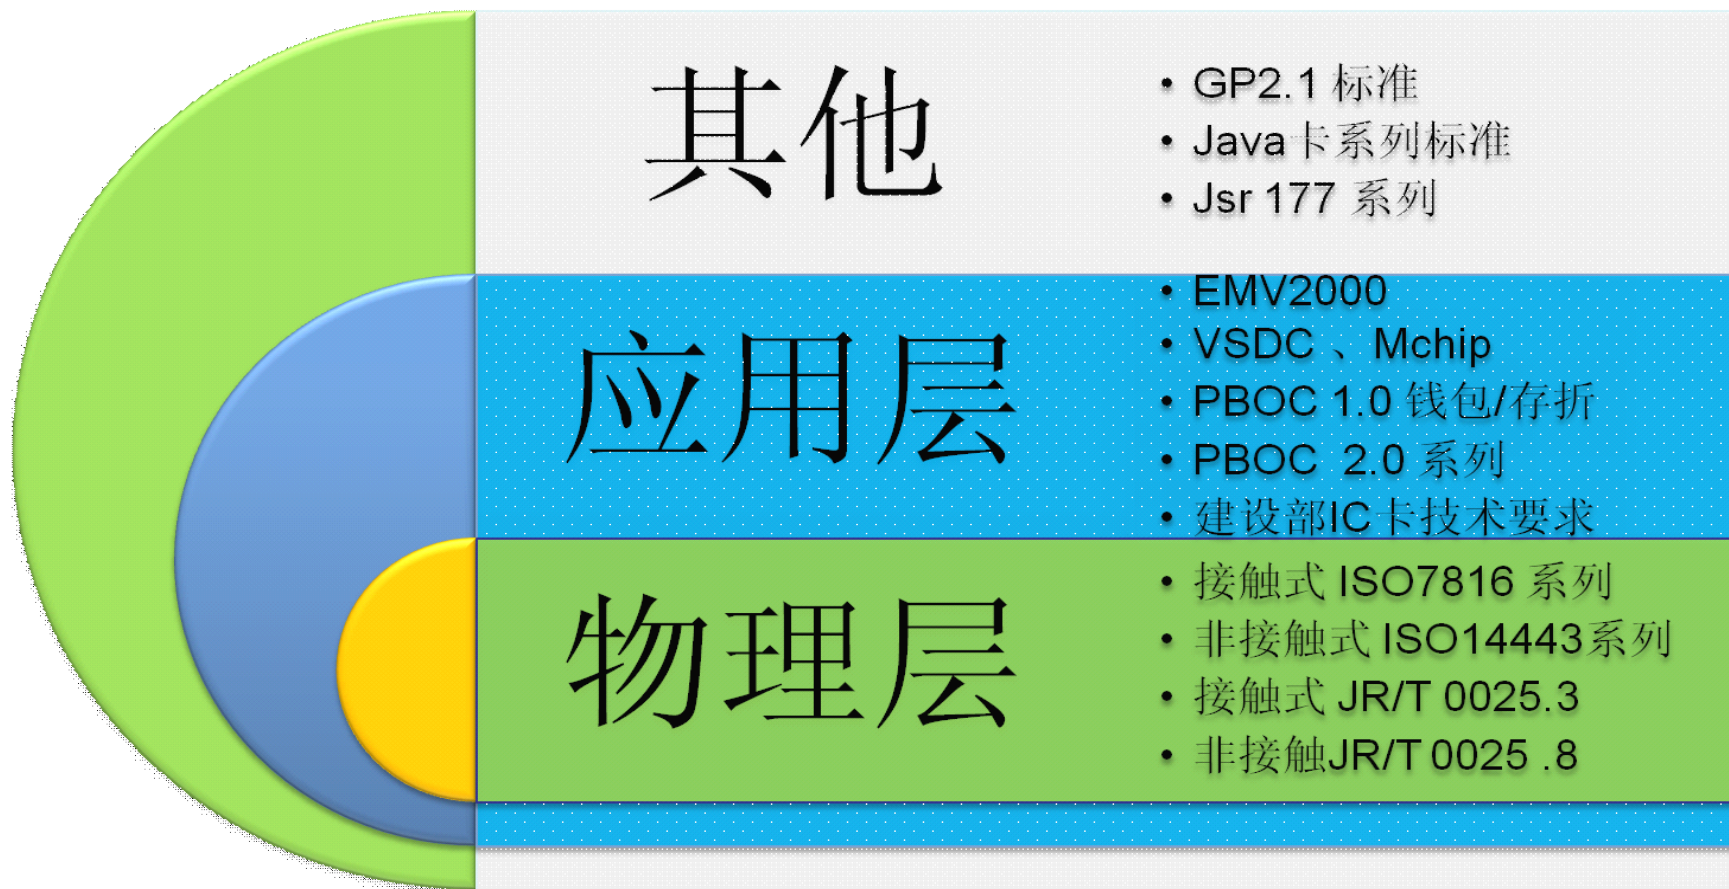 其他
• GP2.1 标准
• Java卡系列标准
• Jsr 177 系列
应用层
• EMV2000
• VSDC 、Mchip
• PBOC 1.0 钱包/存折
• PBOC 2.0 系列
• 建设部IC卡技术要求
物理层
• 接触式 ISO7816 系列
• 非接触式 ISO14443系列
• 接触式 JR/T 0025.3
• 非接触JR/T 0025 .8